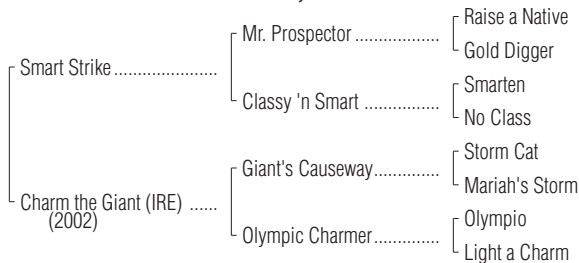 Raise a Native
Mr. Prospector ..................
Gold Digger
Smart Strike ......................
Smarten
Classy 'n Smart ................
No Class
Storm Cat
Giant's Causeway..............
Mariah's Storm
Charm the Giant (IRE) ......
(2002)
Olympio
Olympic Charmer..............
Light a Charm